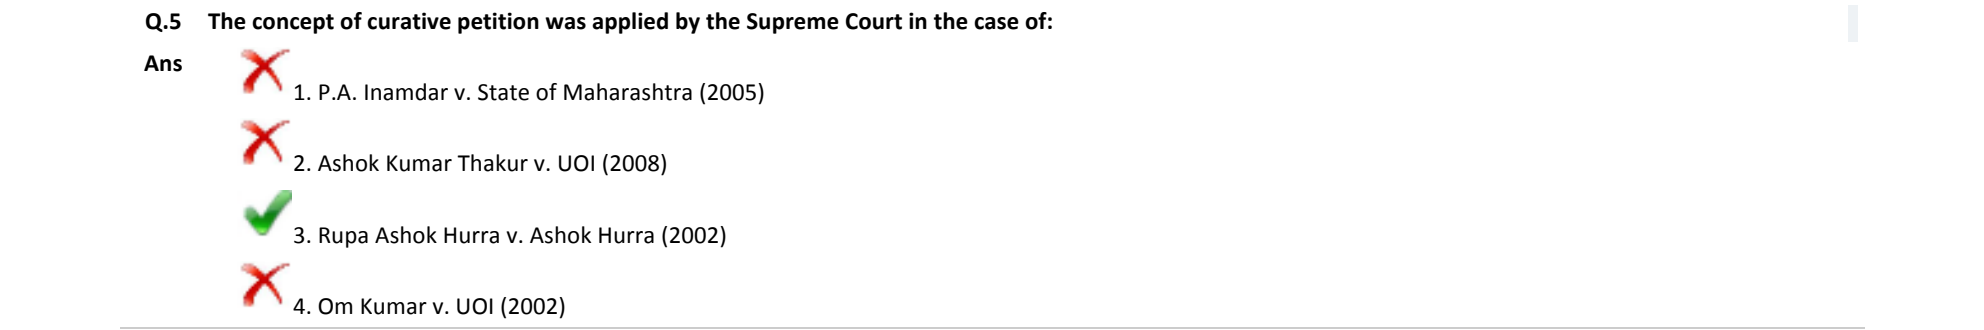 Q.5 The concept of curative petition was applied by the Supreme Court in the case of:
Ans
1. P.A. Inamdar v. State of Maharashtra (2005)
2. Ashok Kumar Thakur v. UOI (2008)
3. Rupa Ashok Hurra v. Ashok Hurra (2002)
4. Om Kumar v. UOI (2002)